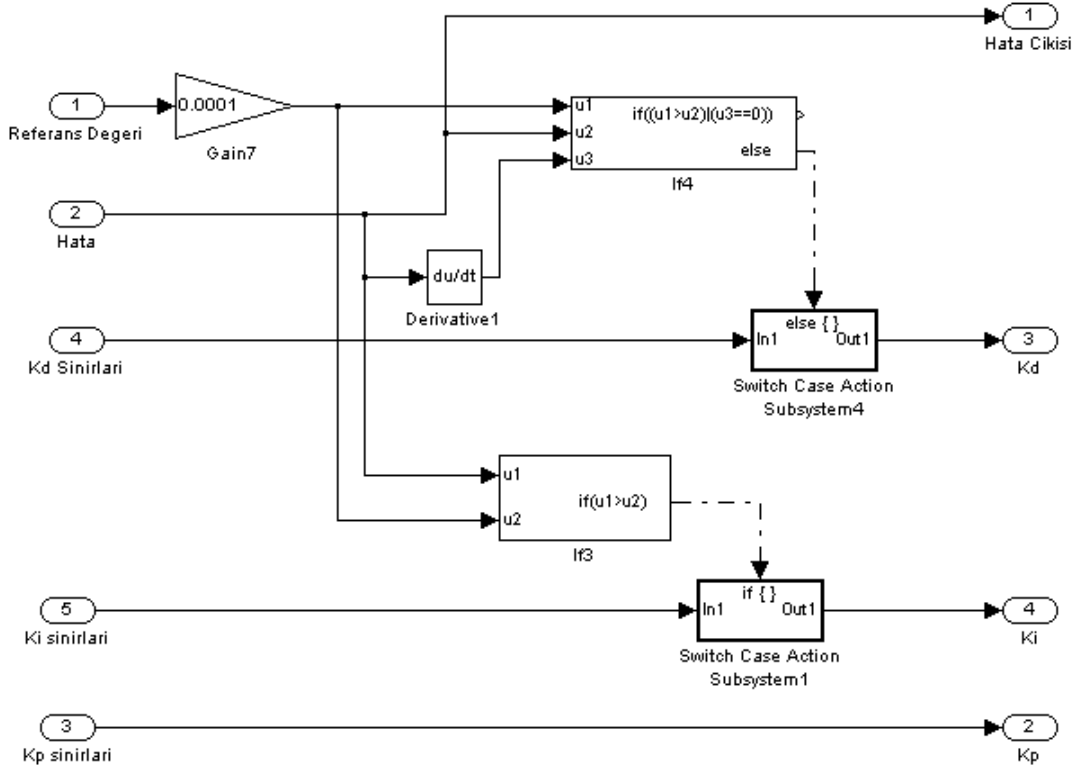 1
Hata Cikisi
1
Referans Degeri
0.0001
Gain7
u1
u2
u3
if((u1>u2)|(u3==0))
else
If4
2
Hata
du/dt
Derivative1
4
Kd Sinirlari
In1
else { }
Out1
Switch Case Action
Subsystem4
3
Kd
u1
u2
if(u1>u2)
If3
5
Ki sinirlari
In1
if { }
Out1
Switch Case Action
Subsystem1
4
Ki
3
Kp sinirlari
2
Kp